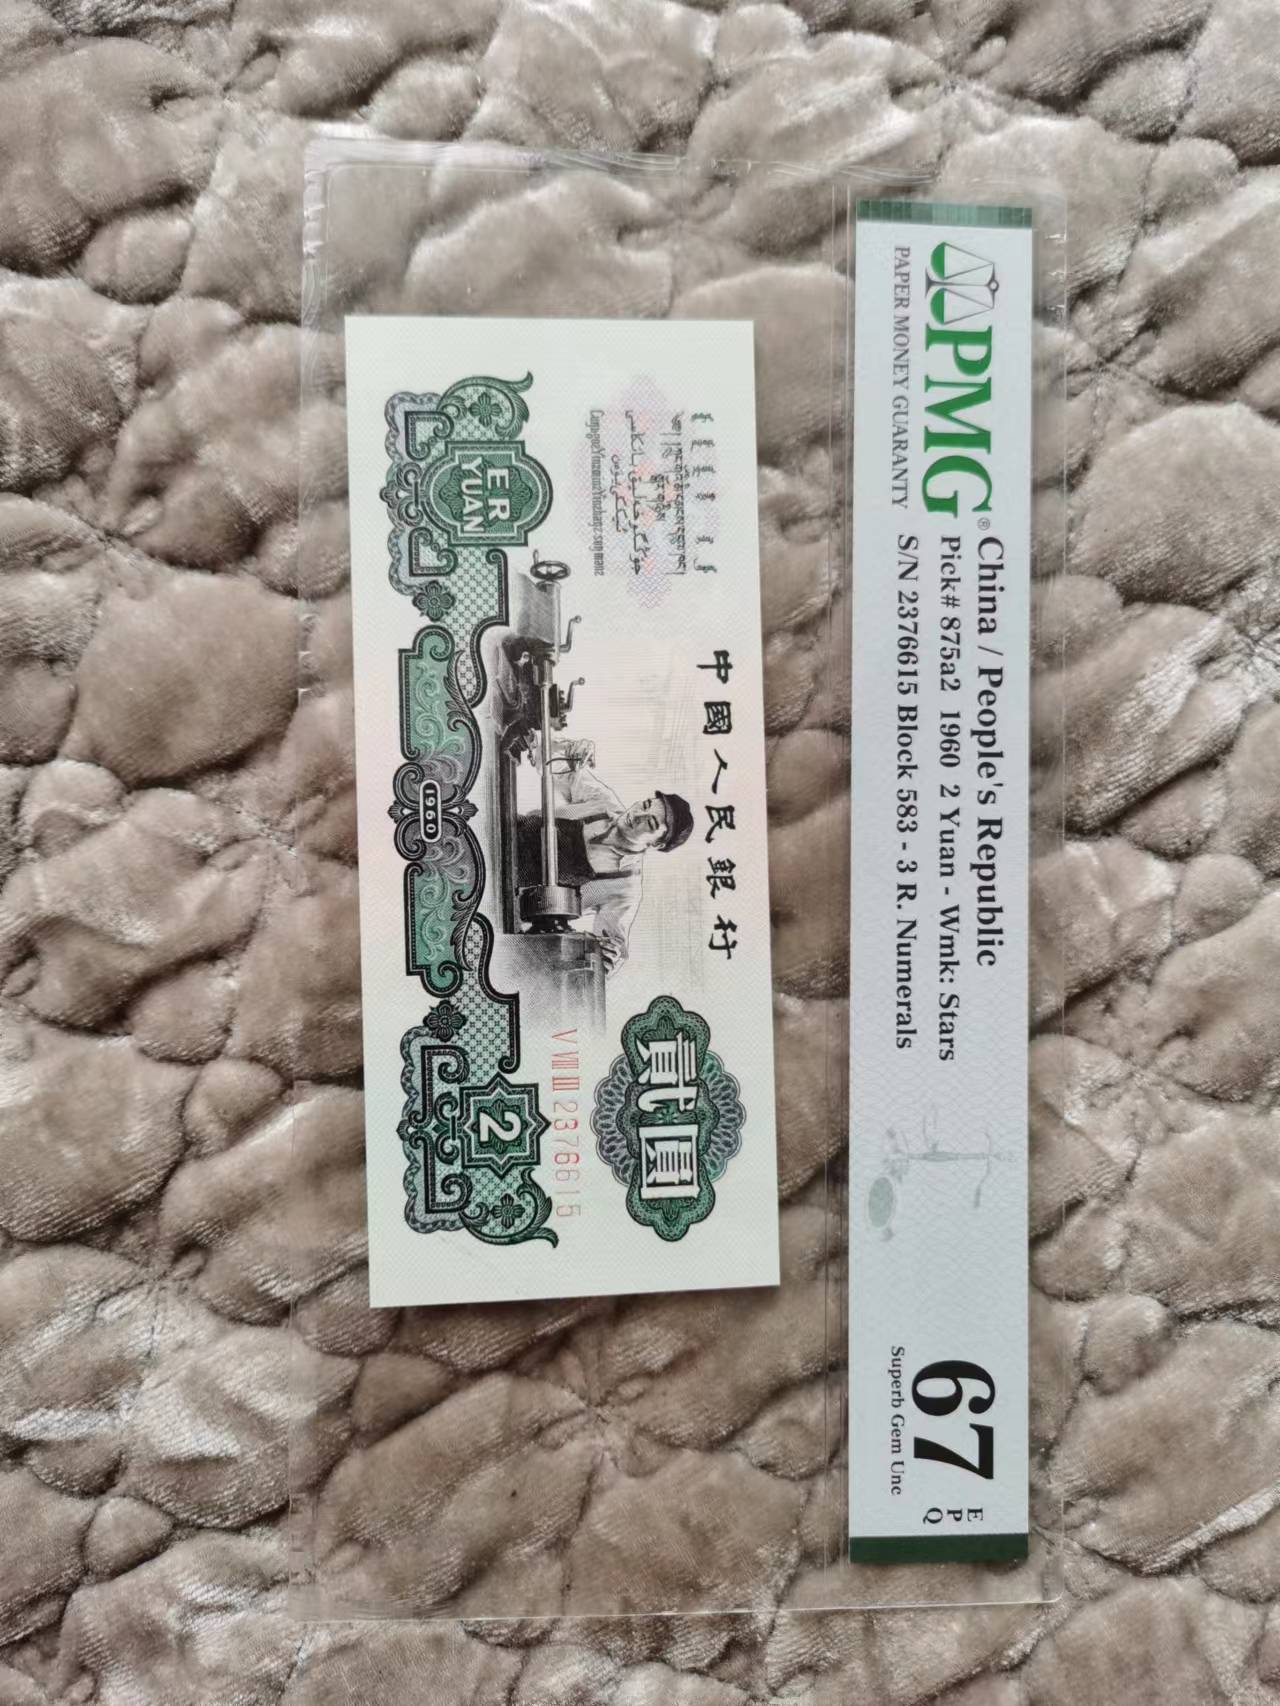 PMG®
PAPER MONEY GUARANTY
China / People's Republic
Pick# 875a2 1960 2 Yuan - Wmk: Stars
S/N 2376615 Block 583 - 3 R. Numerals
67
EPQ
Superb Gem Unc
中國人民銀行
貳圓
V VIII III 2376615
ER
YUAN
1960
2